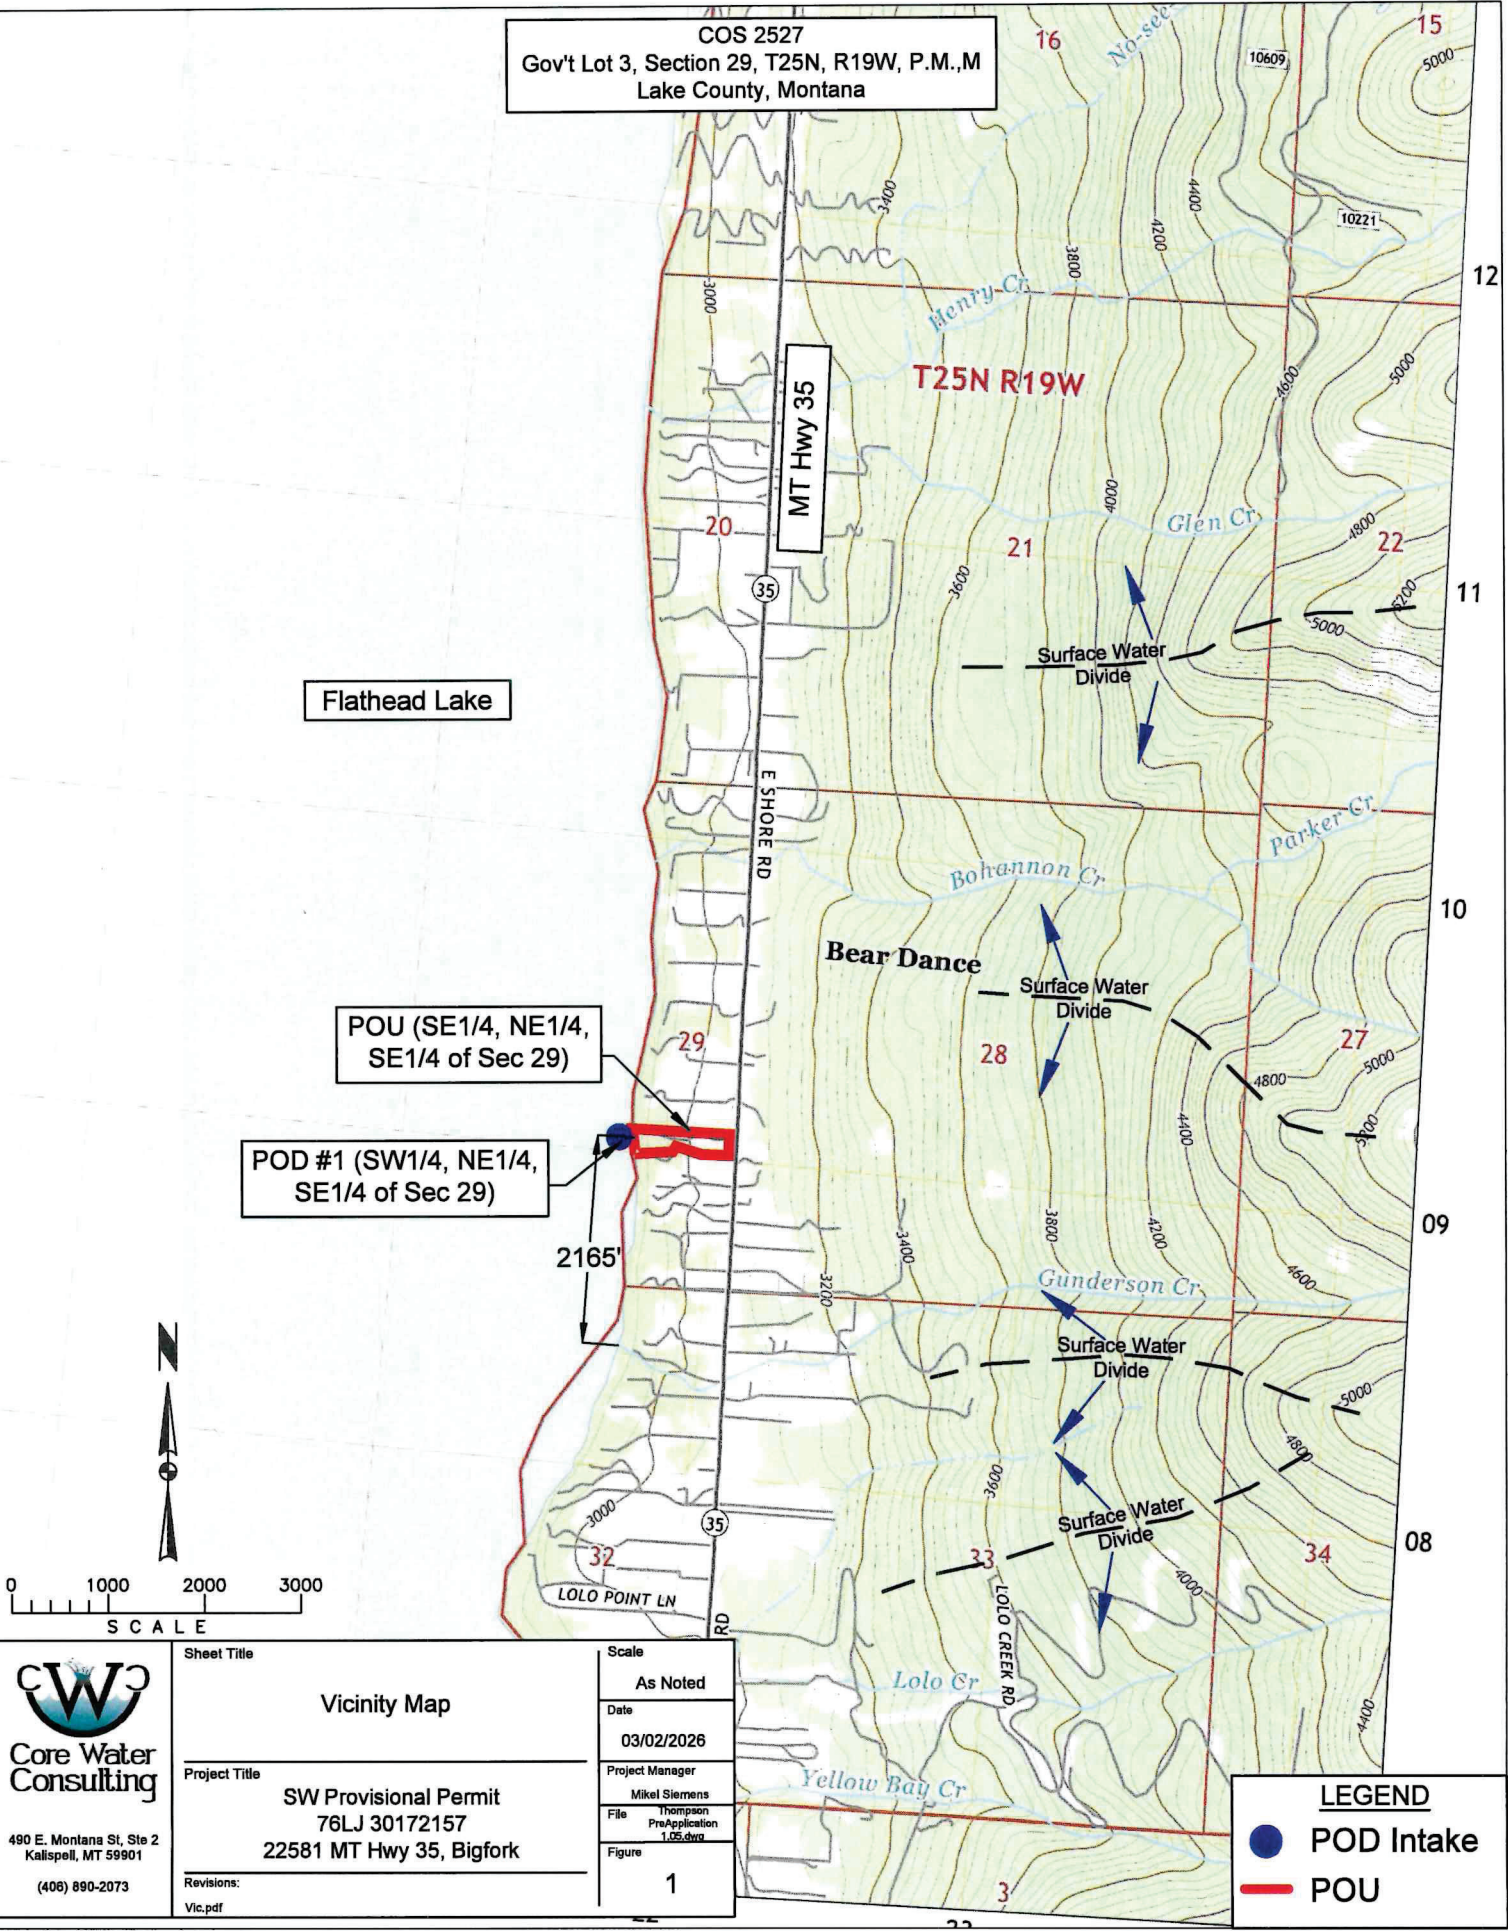 COS 2527
Gov't Lot 3, Section 29, T25N, R19W, P.M.,M
Lake County, Montana
16
No-see-
10609
15
5000
3400
4400
4200
10221
3800
12
3000
Henry Cr
T25N R19W
4600
5000
MT Hwy 35
4000
Glen Cr
20
21
4800
22
35
3600
11
5200
5000
Surface Water
Divide
Flathead Lake
E SHORE RD
Parker Cr
Bohannon Cr
10
Bear Dance
Surface Water
Divide
POU (SE1/4, NE1/4,
SE1/4 of Sec 29)
29
28
27
5000
4800
4400
POD #1 (SW1/4, NE1/4,
SE1/4 of Sec 29)
3800
4200
09
2165'
3400
3200
Gunderson Cr
4600
N
Surface Water
Divide
5000
4800
3600
3000
35
Surface Water
Divide
08
32
33
34
4000
LOLO POINT LN
0 1000 2000 3000
SCALE
RD
LOLO CREEK RD
Lolo Cr
4400
Yellow Bay Cr
3
CWC
Core Water
Consulting
490 E. Montana St, Ste 2
Kalispell, MT 59901
(406) 890-2073
Sheet Title
Vicinity Map
Project Title
SW Provisional Permit
76LJ 30172157
22581 MT Hwy 35, Bigfork
Revisions:
Vic.pdf
Scale
As Noted
Date
03/02/2026
Project Manager
Mikel Siemens
File
Thompson
PreApplication
1.05.dwg
Figure
1
LEGEND
POD Intake
POU